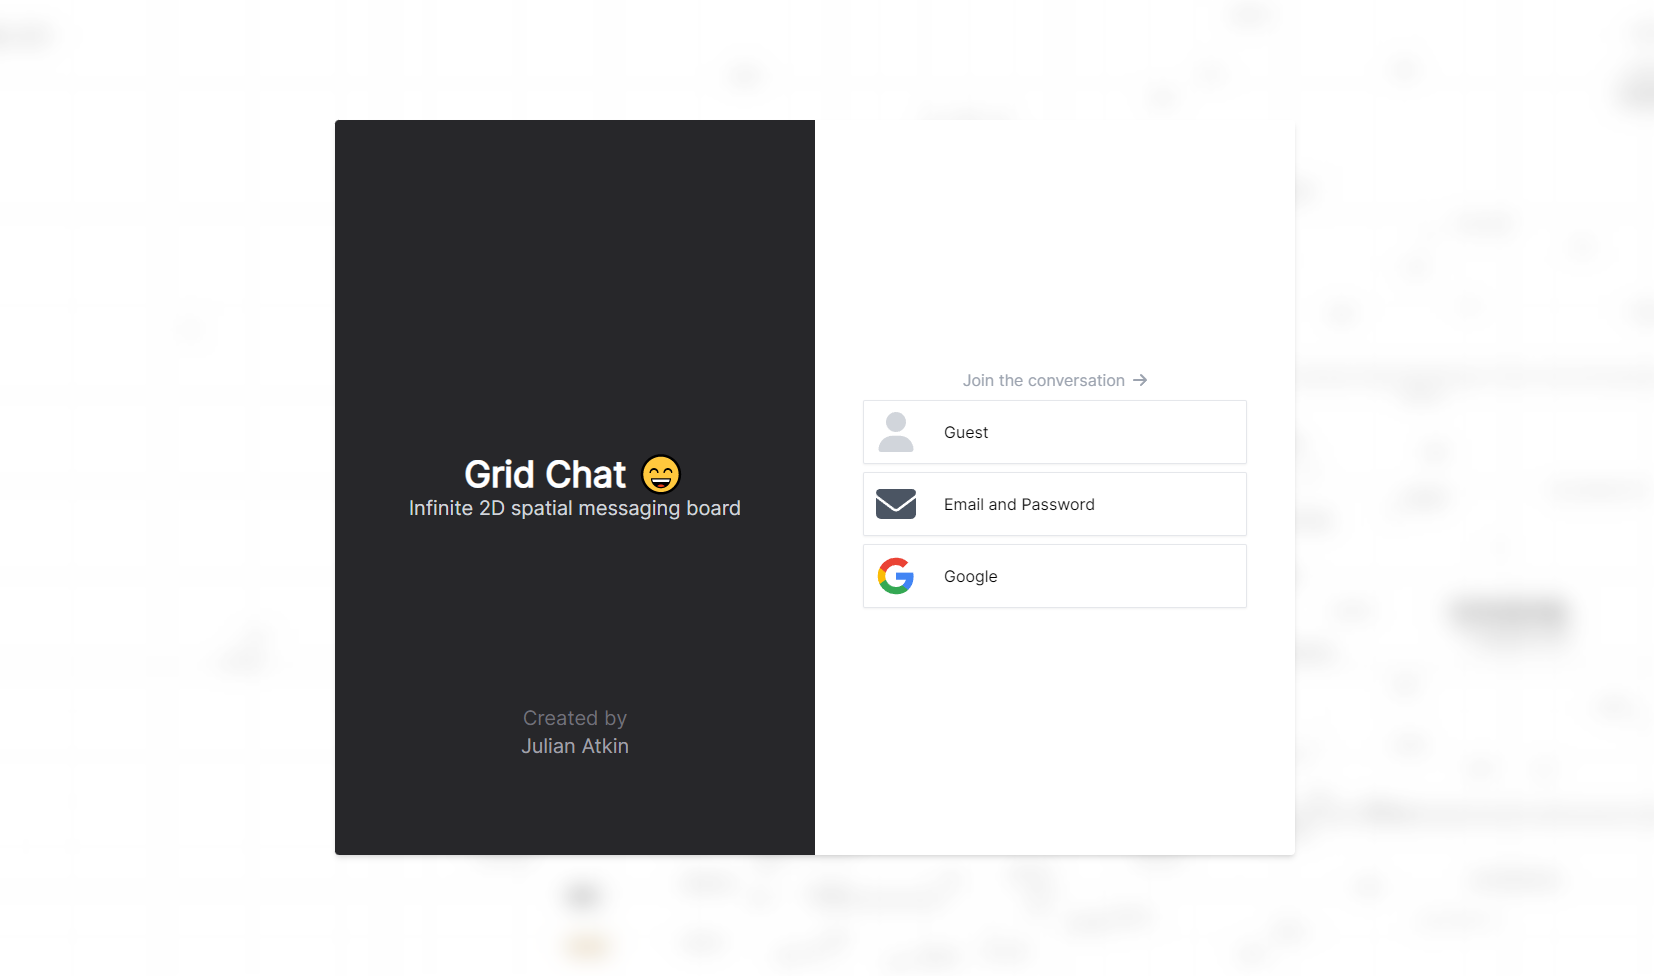 Grid Chat 😄
Infinite 2D spatial messaging board
Created by
Julian Atkin
Join the conversation →
Guest
Email and Password
Google